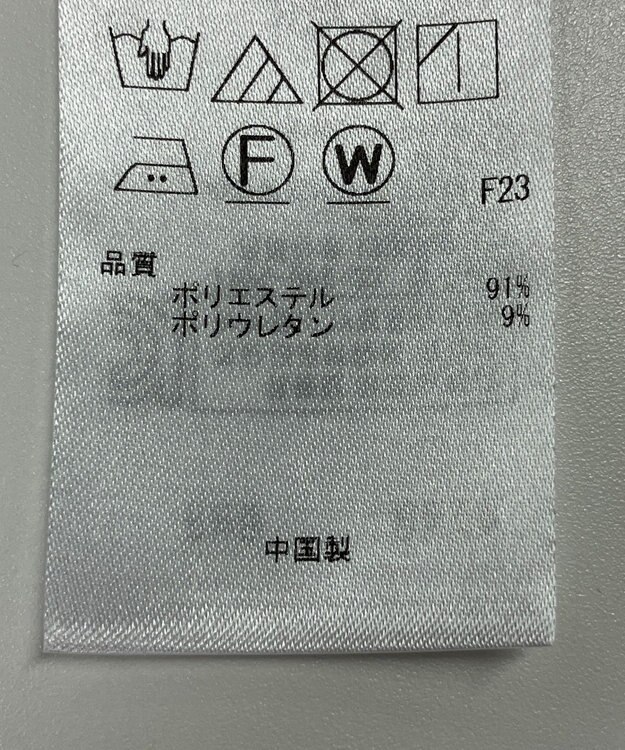 F W
F23
品質
ポリエステル 91%
ポリウレタン 9%
中国製